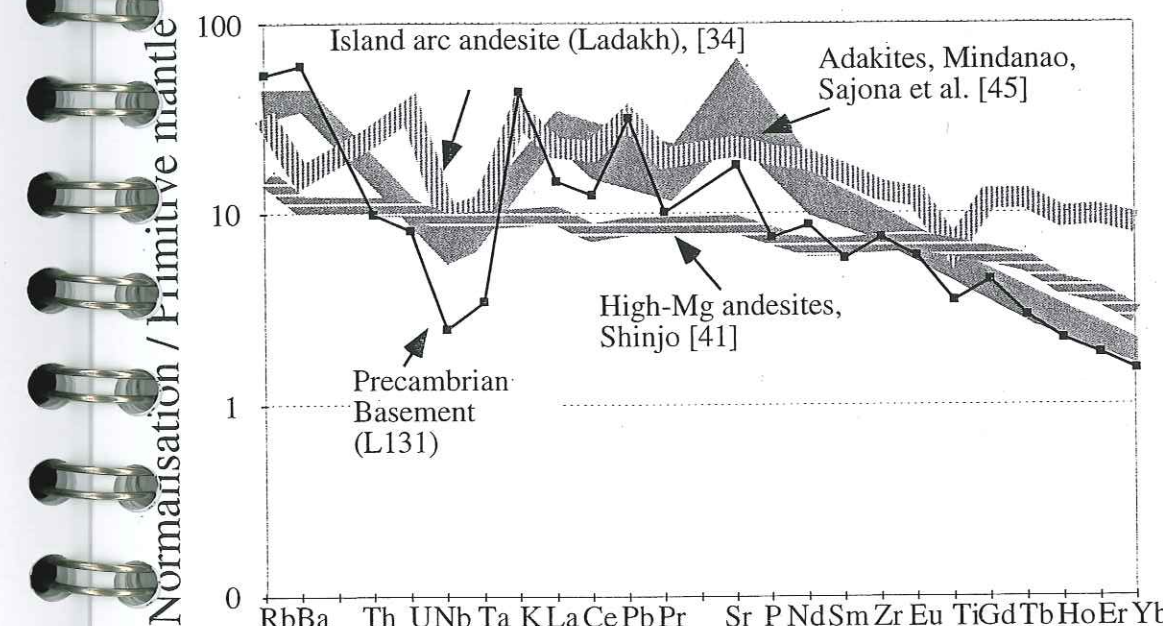 Normalisation / Primitive mantle
100
10
1
0
Island arc andesite (Ladakh), [34]
Adakites, Mindanao,
Sajona et al. [45]
High-Mg andesites,
Shinjo [41]
Precambrian
Basement
(L131)
Rb Ba Th U Nb Ta K La Ce Pb Pr Sr P Nd Sm Zr Eu Ti Gd Tb Ho Er Yb